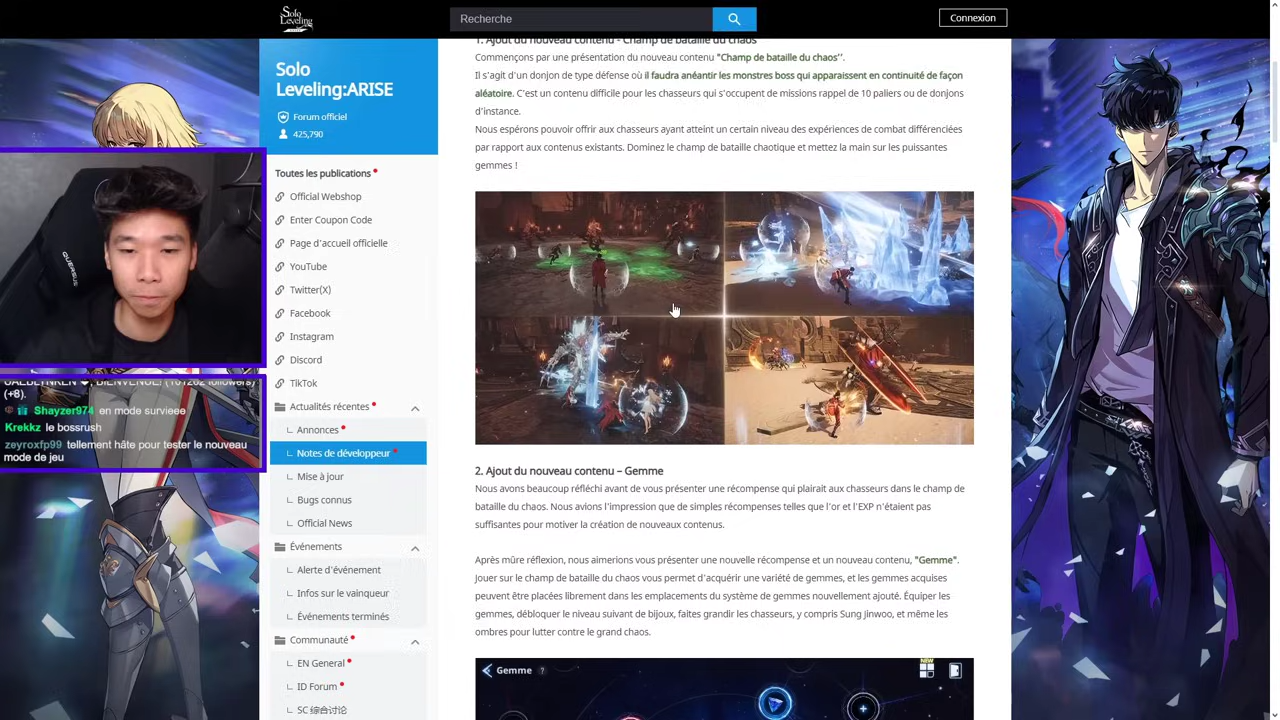 Solo
Leveling
ARISE
Recherche
Connexion
Solo
Leveling:ARISE
Forum officiel
425,790
Toutes les publications
Official Webshop
Enter Coupon Code
Page d'accueil officielle
YouTube
Twitter(X)
Facebook
Instagram
Discord
TikTok
Actualités récentes
Annonces
Notes de développeur
Mise à jour
Bugs connus
Official News
Événements
Alerte d'événement
Infos sur le vainqueur
Événements terminés
Communauté
EN General
ID Forum
SC 综合讨论
1. Ajout du nouveau contenu - Champ de bataille du chaos
Commençons par une présentation du nouveau contenu "Champ de bataille du chaos''.
Il s'agit d'un donjon de type défense où il faudra anéantir les monstres boss qui apparaissent en continuité de façon
aléatoire. C'est un contenu difficile pour les chasseurs qui s'occupent de missions rappel de 10 paliers ou de donjons
d'instance.
Nous espérons pouvoir offrir aux chasseurs ayant atteint un certain niveau des expériences de combat différenciées
par rapport aux contenus existants. Dominez le champ de bataille chaotique et mettez la main sur les puissantes
gemmes !
2. Ajout du nouveau contenu – Gemme
Nous avons beaucoup réfléchi avant de vous présenter une récompense qui plairait aux chasseurs dans le champ de
bataille du chaos. Nous avions l'impression que de simples récompenses telles que l'or et l'EXP n'étaient pas
suffisantes pour motiver la création de nouveaux contenus.
Après mûre réflexion, nous aimerions vous présenter une nouvelle récompense et un nouveau contenu, "Gemme".
Jouer sur le champ de bataille du chaos vous permet d'acquérir une variété de gemmes, et les gemmes acquises
peuvent être placées librement dans les emplacements du système de gemmes nouvellement ajouté. Équiper les
gemmes, débloquer le niveau suivant de bijoux, faites grandir les chasseurs, y compris Sung Jinwoo, et même les
ombres pour lutter contre le grand chaos.
Gemme ?
NEW
QUERSUS
BIENVENUE! (101202 followers)
(+8).
Shayzer974 en mode survieee
Krekkz le bossrush
zeyroxfp99 tellement hâte pour tester le nouveau
mode de jeu